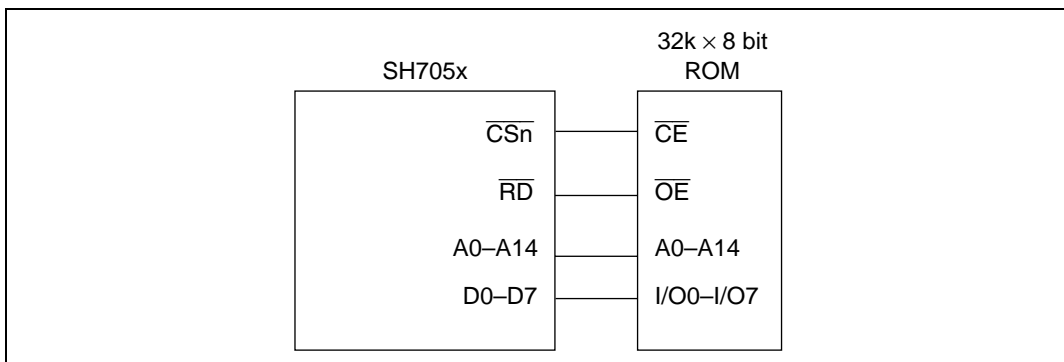 32k × 8 bit
SH705x ROM
CSn CE
RD OE
A0–A14 A0–A14
D0–D7 I/O0–I/O7